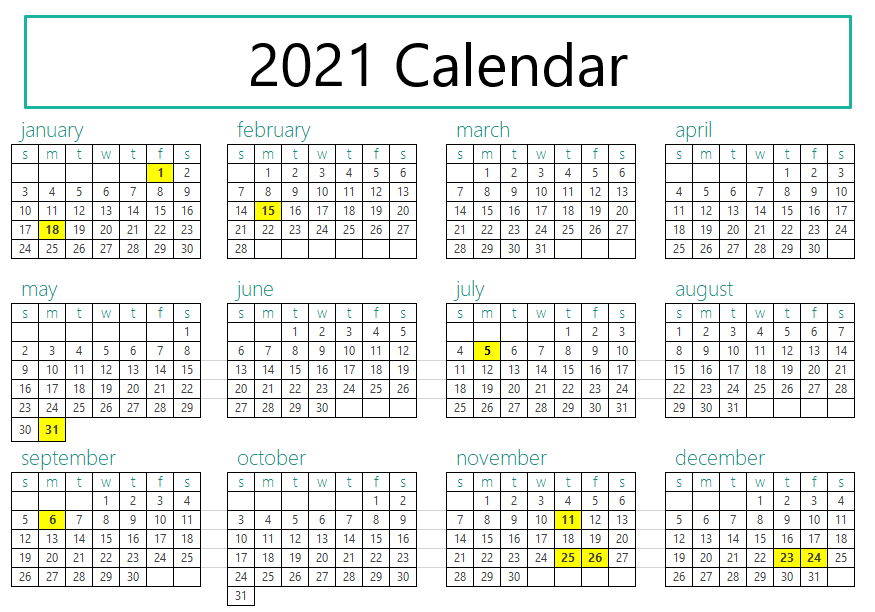 2021 Calendar
january
s m t w t f s
1 2
3 4 5 6 7 8 9
10 11 12 13 14 15 16
17 18 19 20 21 22 23
24 25 26 27 28 29 30
february
s m t w t f s
1 2 3 4 5 6
7 8 9 10 11 12 13
14 15 16 17 18 19 20
21 22 23 24 25 26 27
28
march
s m t w t f s
1 2 3 4 5 6
7 8 9 10 11 12 13
14 15 16 17 18 19 20
21 22 23 24 25 26 27
28 29 30 31
april
s m t w t f s
1 2 3
4 5 6 7 8 9 10
11 12 13 14 15 16 17
18 19 20 21 22 23 24
25 26 27 28 29 30
may
s m t w t f s
1
2 3 4 5 6 7 8
9 10 11 12 13 14 15
16 17 18 19 20 21 22
23 24 25 26 27 28 29
30 31
june
s m t w t f s
1 2 3 4 5
6 7 8 9 10 11 12
13 14 15 16 17 18 19
20 21 22 23 24 25 26
27 28 29 30
july
s m t w t f s
1 2 3
4 5 6 7 8 9 10
11 12 13 14 15 16 17
18 19 20 21 22 23 24
25 26 27 28 29 30 31
august
s m t w t f s
1 2 3 4 5 6 7
8 9 10 11 12 13 14
15 16 17 18 19 20 21
22 23 24 25 26 27 28
29 30 31
september
s m t w t f s
1 2 3 4
5 6 7 8 9 10 11
12 13 14 15 16 17 18
19 20 21 22 23 24 25
26 27 28 29 30
october
s m t w t f s
1 2
3 4 5 6 7 8 9
10 11 12 13 14 15 16
17 18 19 20 21 22 23
24 25 26 27 28 29 30
31
november
s m t w t f s
1 2 3 4 5 6
7 8 9 10 11 12 13
14 15 16 17 18 19 20
21 22 23 24 25 26 27
28 29 30
december
s m t w t f s
1 2 3 4
5 6 7 8 9 10 11
12 13 14 15 16 17 18
19 20 21 22 23 24 25
26 27 28 29 30 31